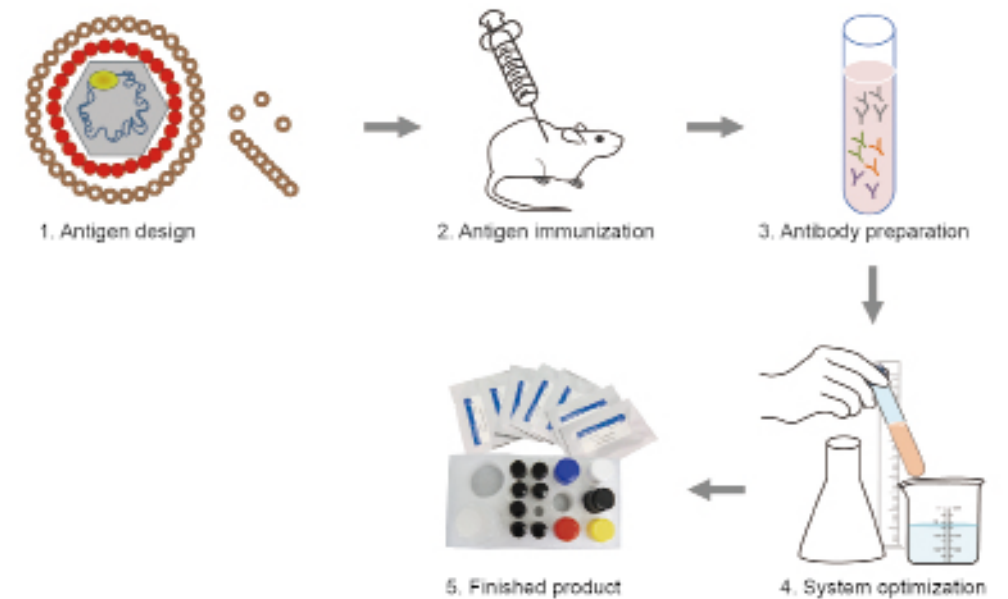 1. Antigen design
2. Antigen immunization
3. Antibody preparation
4. System optimization
5. Finished product